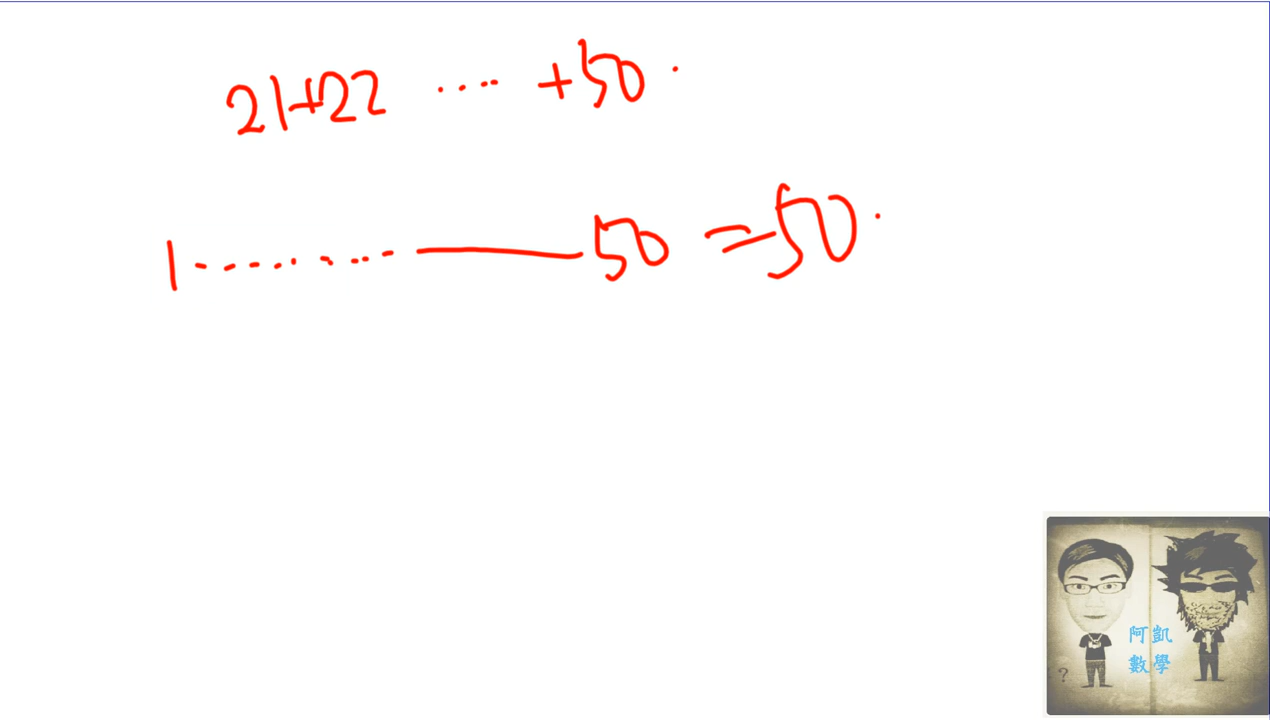 21+22 ‥‥ +50.
1 ......... —— 50 = 50.
阿凱
數學
?